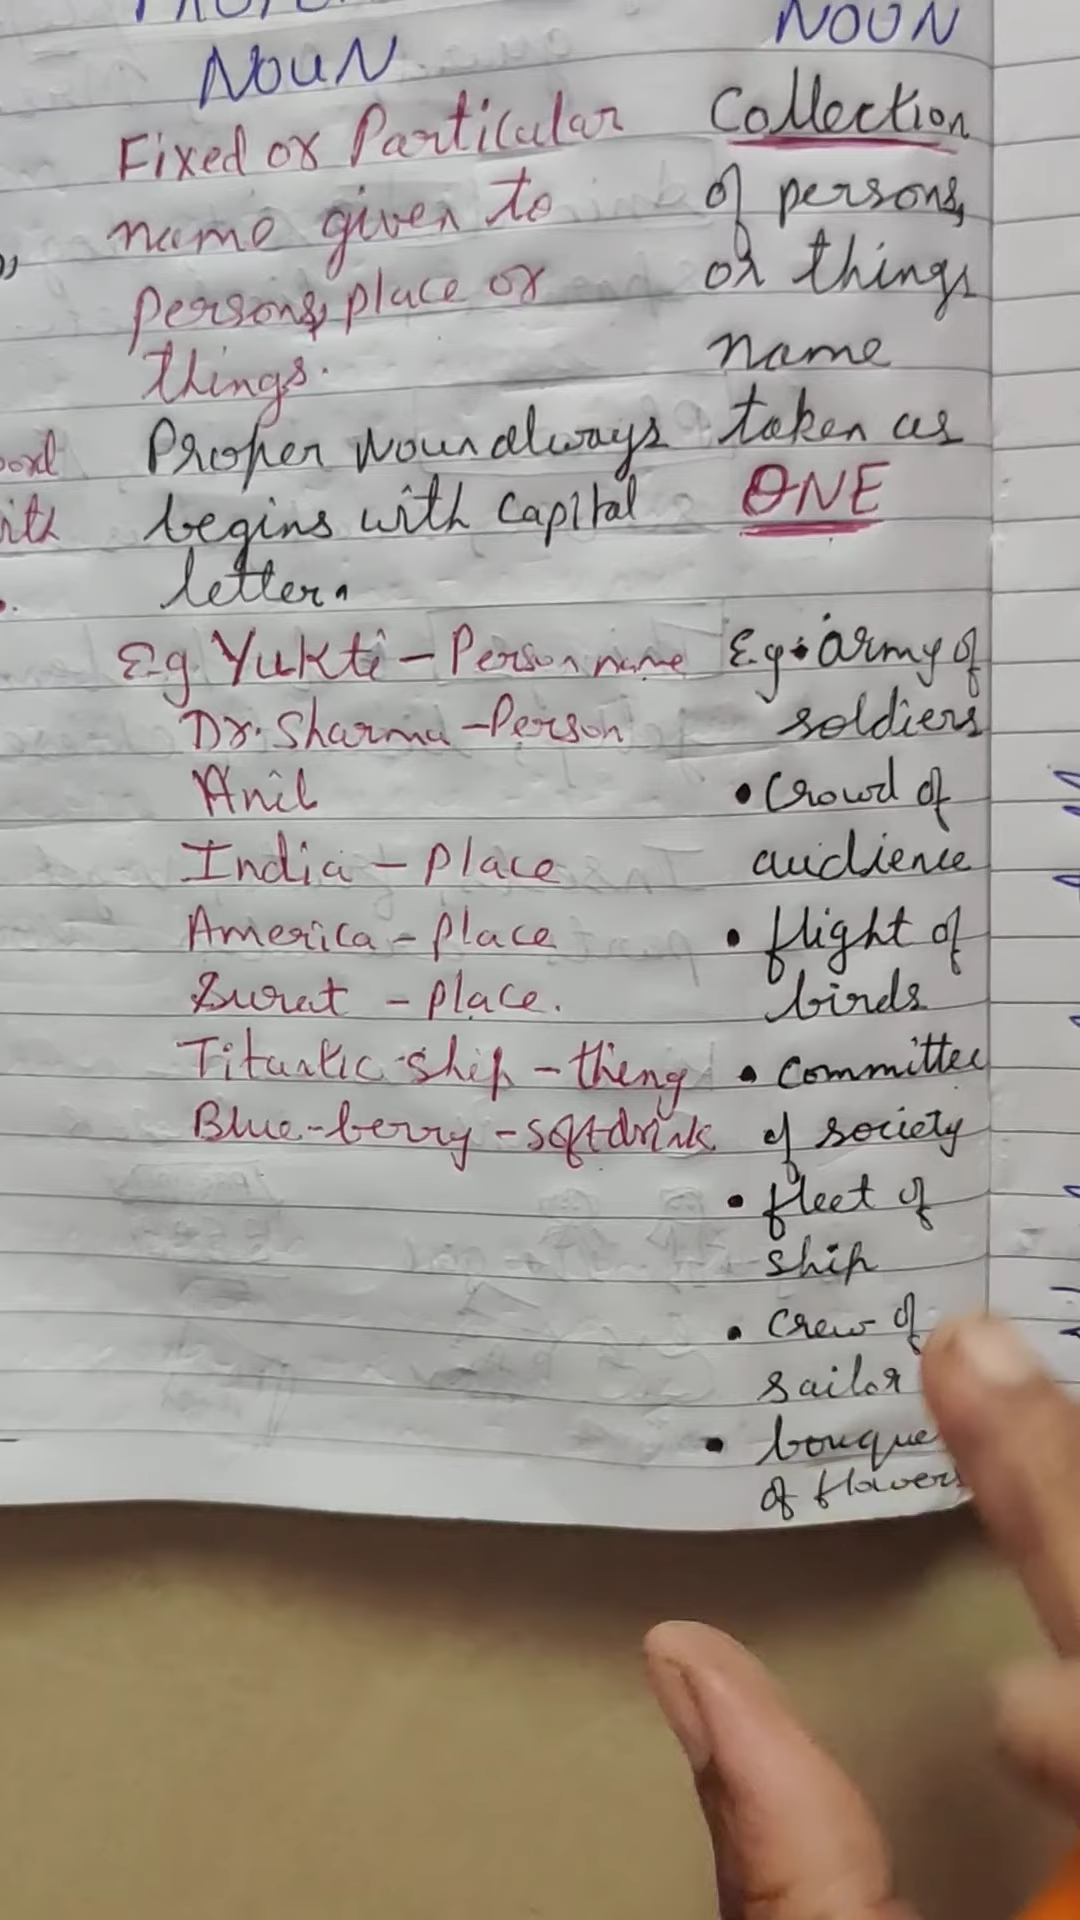 NOUN
Fixed or Particular
name given to
persons, place or
things.
Proper Noun always
begins with capital
letter.
E.g Yukti - Person name
Dr. Sharma - Person
Anil
India - Place
America - Place
Surat - place.
Titantic ship - thing
Blue-berry - soft drink
NOUN
Collection
of persons,
or things
name
taken as
ONE
E.g. army of
soldiers
• Crowd of
audience
• flight of
birds
• committee
of society
• fleet of
ship
• crew of
sailor
• bouque
of flowers